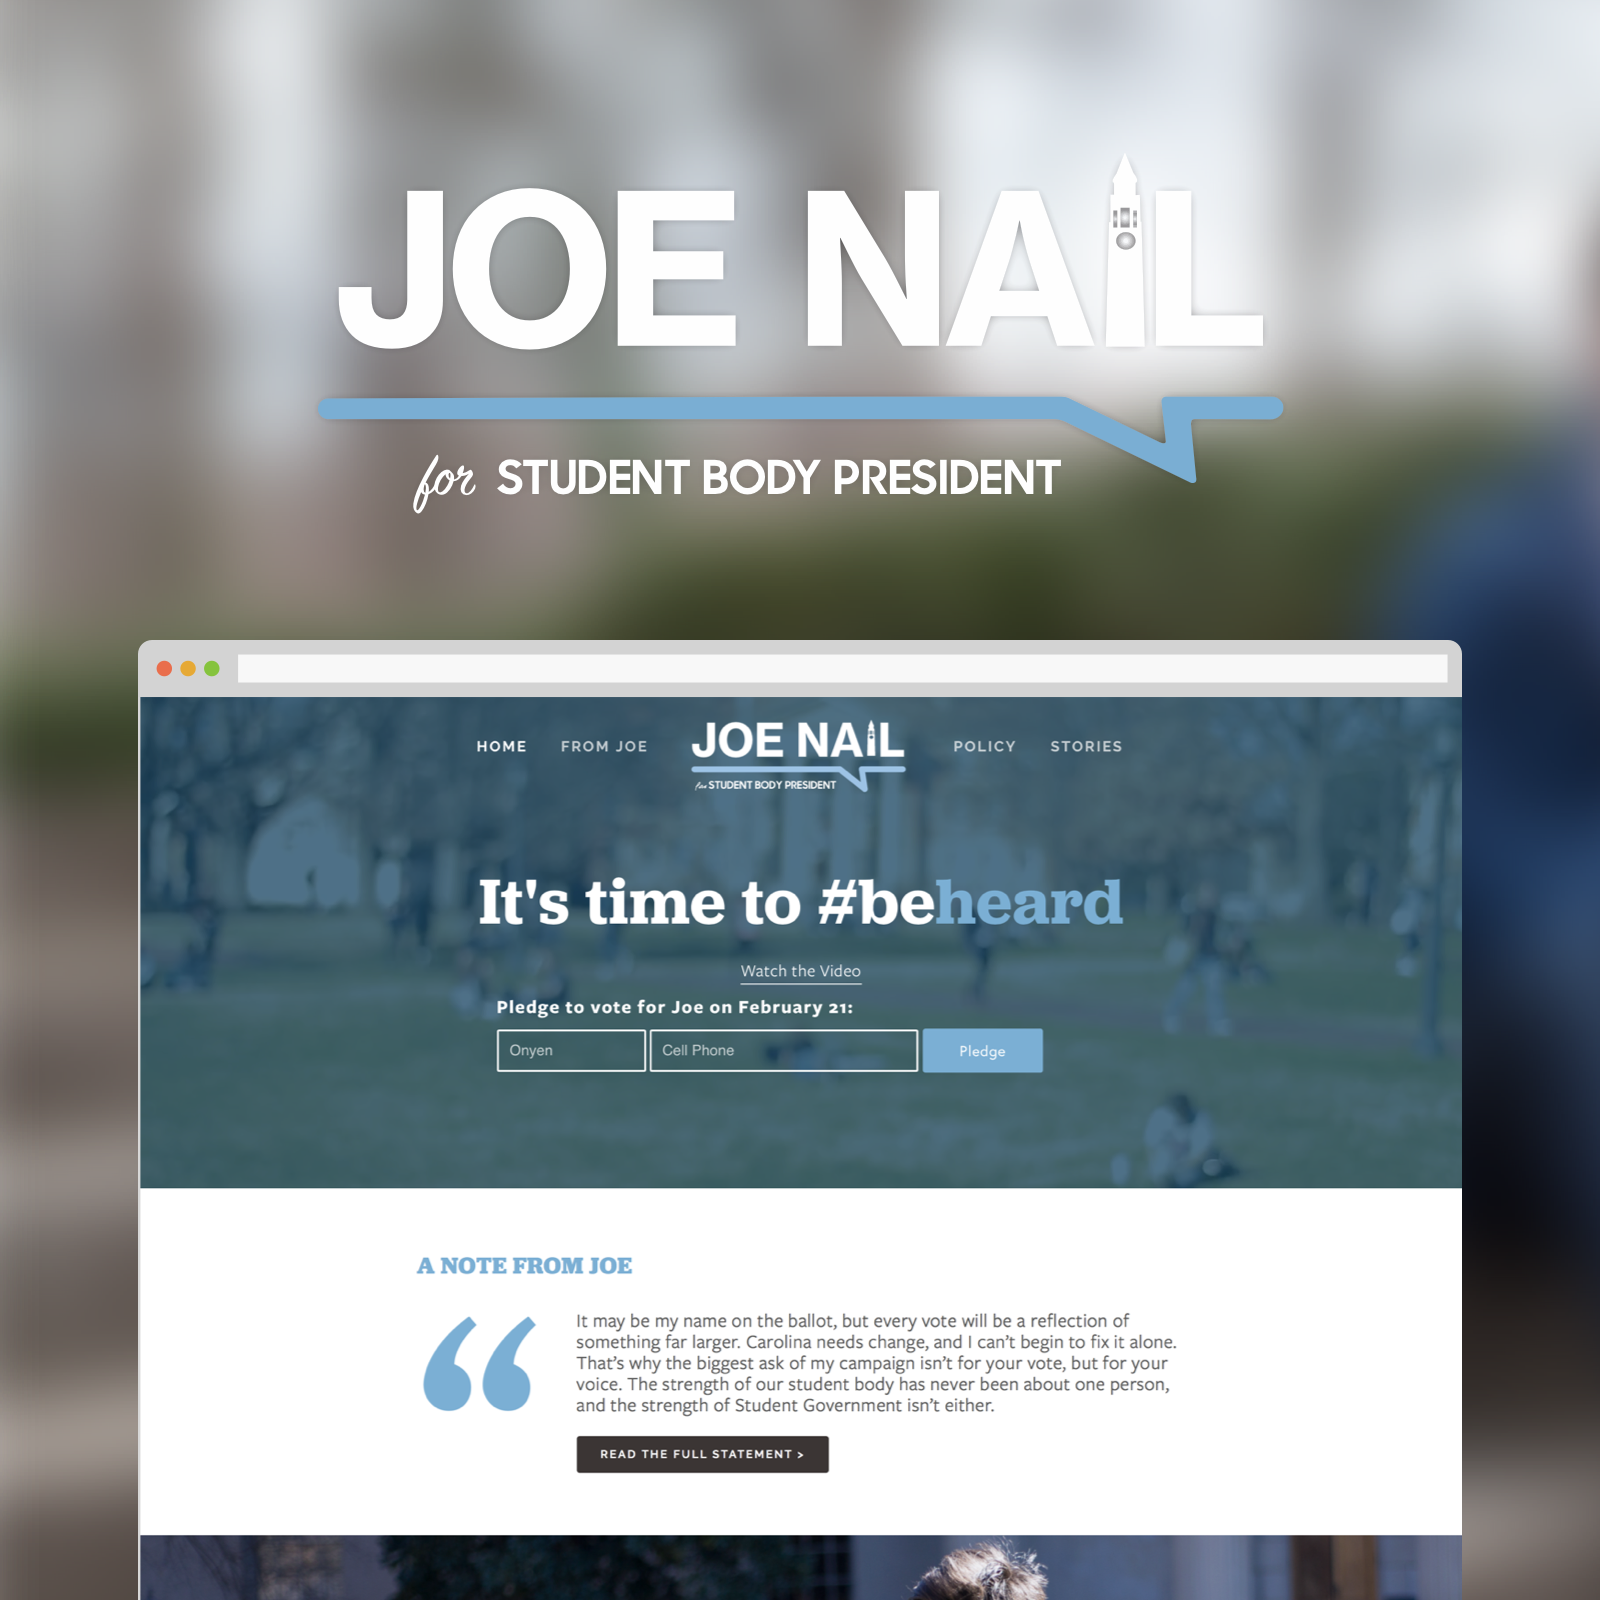 JOE NAIL
for STUDENT BODY PRESIDENT
HOME FROM JOE JOE NAIL POLICY STORIES
for STUDENT BODY PRESIDENT
It's time to #beheard
Watch the Video
Pledge to vote for Joe on February 21:
Onyen Cell Phone Pledge
A NOTE FROM JOE
It may be my name on the ballot, but every vote will be a reflection of
something far larger. Carolina needs change, and I can’t begin to fix it alone.
That’s why the biggest ask of my campaign isn’t for your vote, but for your
voice. The strength of our student body has never been about one person,
and the strength of Student Government isn’t either.
READ THE FULL STATEMENT >